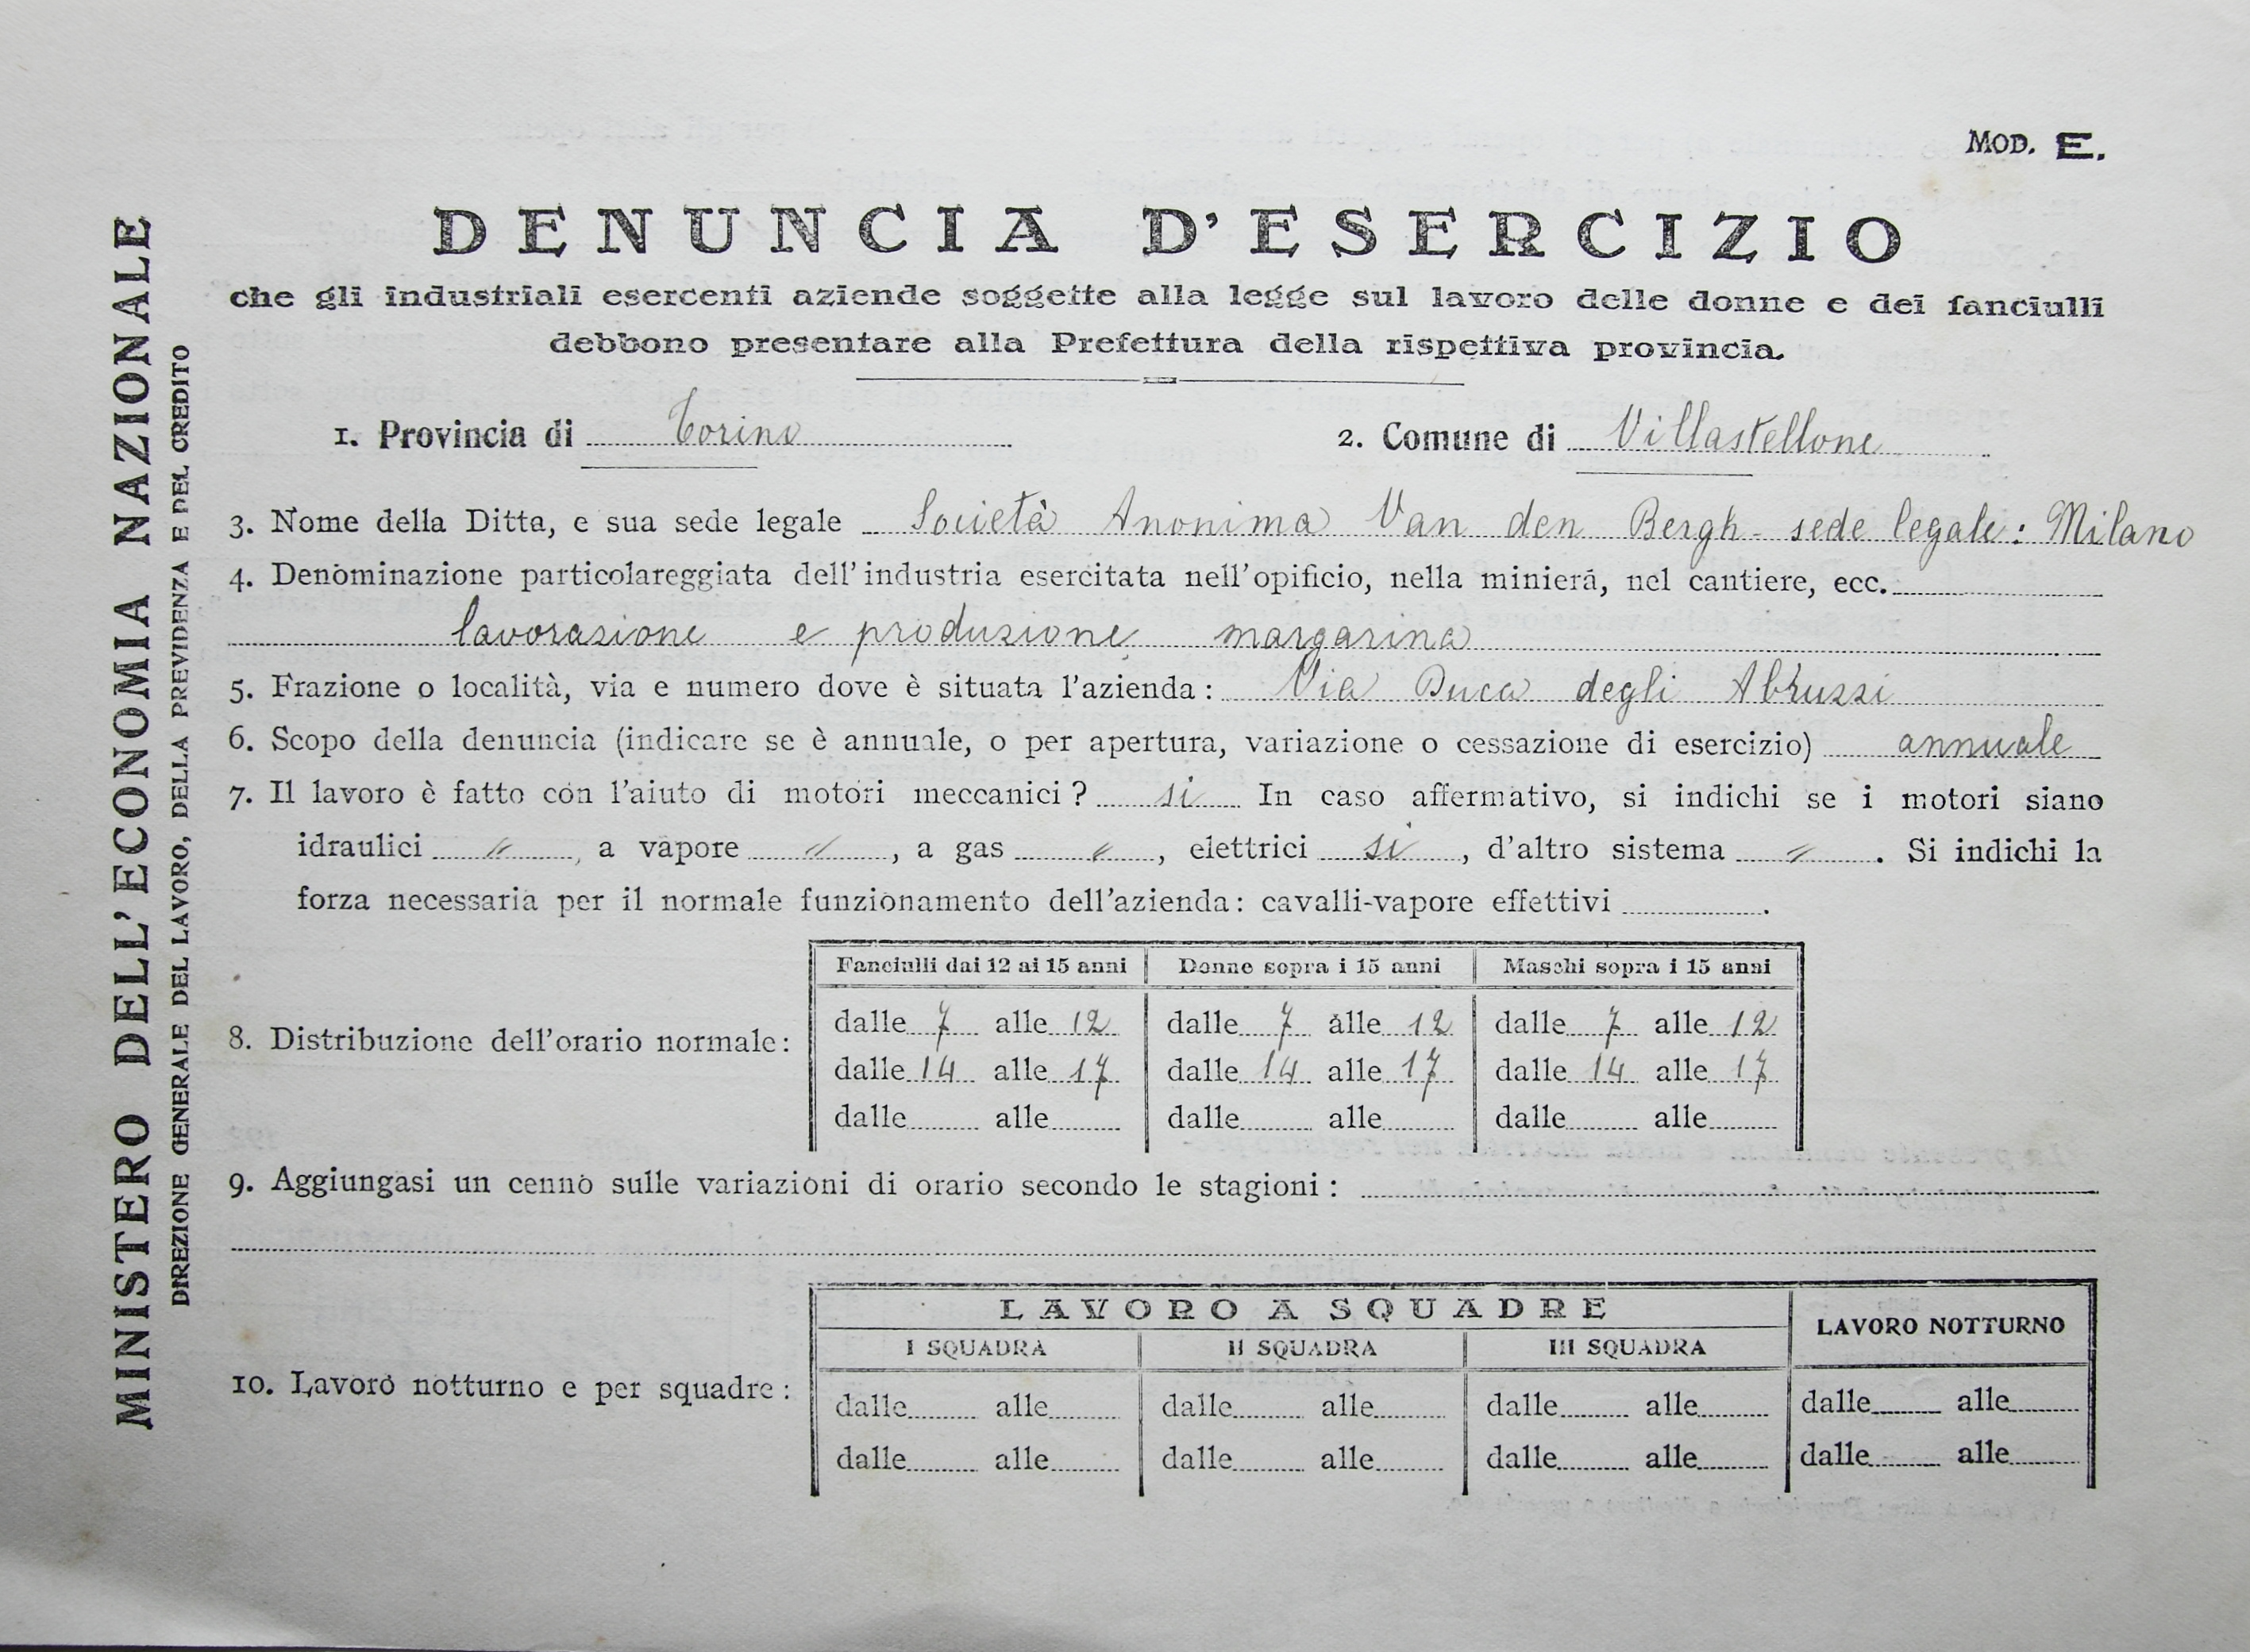 MOD. E.
MINISTERO DELL'ECONOMIA NAZIONALE
DIREZIONE GENERALE DEL LAVORO, DELLA PREVIDENZA E DEL CREDITO
DENUNCIA D'ESERCIZIO
che gli industriali esercenti aziende soggette alla legge sul lavoro delle donne e dei fanciulli
debbono presentare alla Prefettura della rispettiva provincia.
1. Provincia di Torino 2. Comune di Villastellone
3. Nome della Ditta, e sua sede legale Società Anonima Van den Bergh - sede legale: Milano
4. Denominazione particolareggiata dell'industria esercitata nell'opificio, nella miniera, nel cantiere, ecc.
lavorazione e produzione margarina
5. Frazione o località, via e numero dove è situata l'azienda: Via Duca degli Abruzzi
6. Scopo della denuncia (indicare se è annuale, o per apertura, variazione o cessazione di esercizio) annuale
7. Il lavoro è fatto con l'aiuto di motori meccanici? si In caso affermativo, si indichi se i motori siano
idraulici " , a vapore " , a gas " , elettrici si , d'altro sistema " . Si indichi la
forza necessaria per il normale funzionamento dell'azienda: cavalli-vapore effettivi .
Fanciulli dai 12 ai 15 anni Donne sopra i 15 anni Maschi sopra i 15 anni
8. Distribuzione dell'orario normale:
dalle 7 alle 12 dalle 7 alle 12 dalle 7 alle 12
dalle 14 alle 17 dalle 14 alle 17 dalle 14 alle 17
dalle alle dalle alle dalle alle
9. Aggiungasi un cenno sulle variazioni di orario secondo le stagioni:
LAVORO A SQUADRE LAVORO NOTTURNO
I SQUADRA II SQUADRA III SQUADRA
10. Lavoro notturno e per squadre:
dalle alle dalle alle dalle alle dalle alle
dalle alle dalle alle dalle alle dalle alle